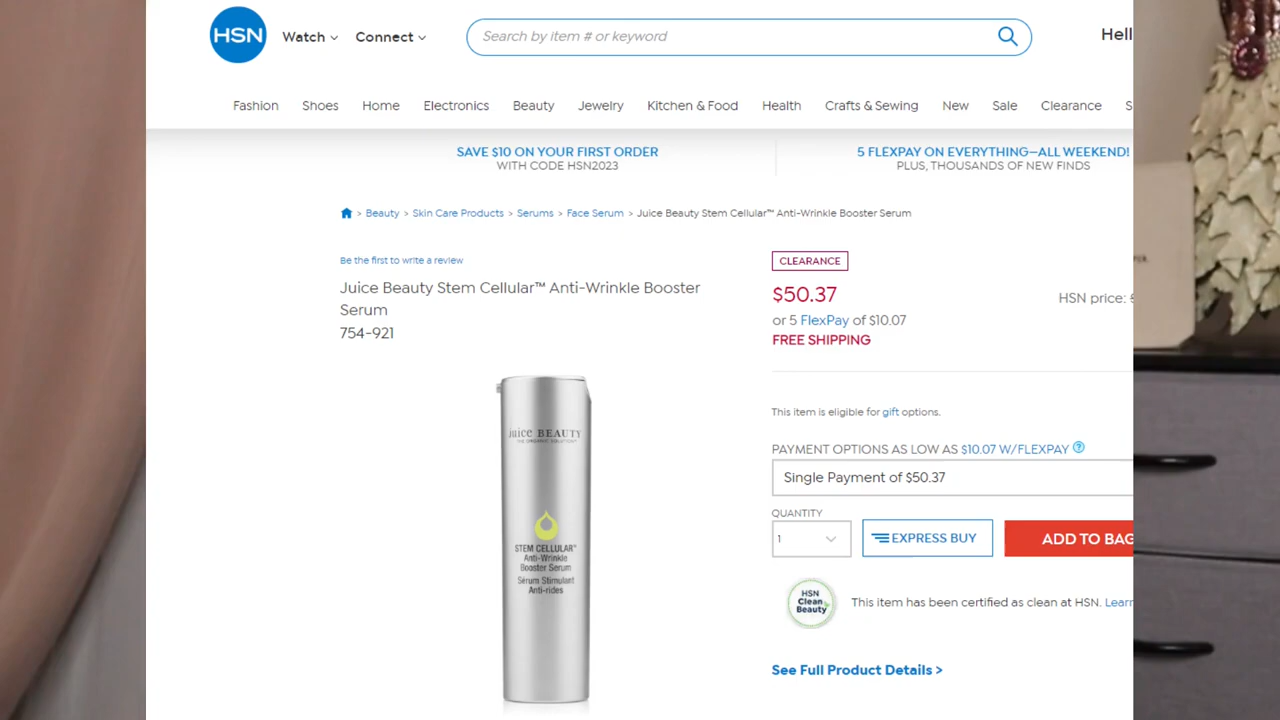 HSN
Watch
Connect
Search by item # or keyword
Hell
Fashion
Shoes
Home
Electronics
Beauty
Jewelry
Kitchen & Food
Health
Crafts & Sewing
New
Sale
Clearance
S
SAVE $10 ON YOUR FIRST ORDER
WITH CODE HSN2023
5 FLEXPAY ON EVERYTHING—ALL WEEKEND!
PLUS, THOUSANDS OF NEW FINDS
> Beauty > Skin Care Products > Serums > Face Serum > Juice Beauty Stem Cellular™ Anti-Wrinkle Booster Serum
Be the first to write a review
Juice Beauty Stem Cellular™ Anti-Wrinkle Booster
Serum
754-921
juice BEAUTY
THE ORGANIC SOLUTION
STEM CELLULAR™
Anti-Wrinkle
Booster Serum
Sérum Stimulant
Anti-rides
CLEARANCE
$50.37
HSN price:
or 5 FlexPay of $10.07
FREE SHIPPING
This item is eligible for gift options.
PAYMENT OPTIONS AS LOW AS $10.07 W/FLEXPAY ?
Single Payment of $50.37
QUANTITY
1
EXPRESS BUY
ADD TO BAG
HSN
Clean
Beauty
This item has been certified as clean at HSN. Learn
See Full Product Details >